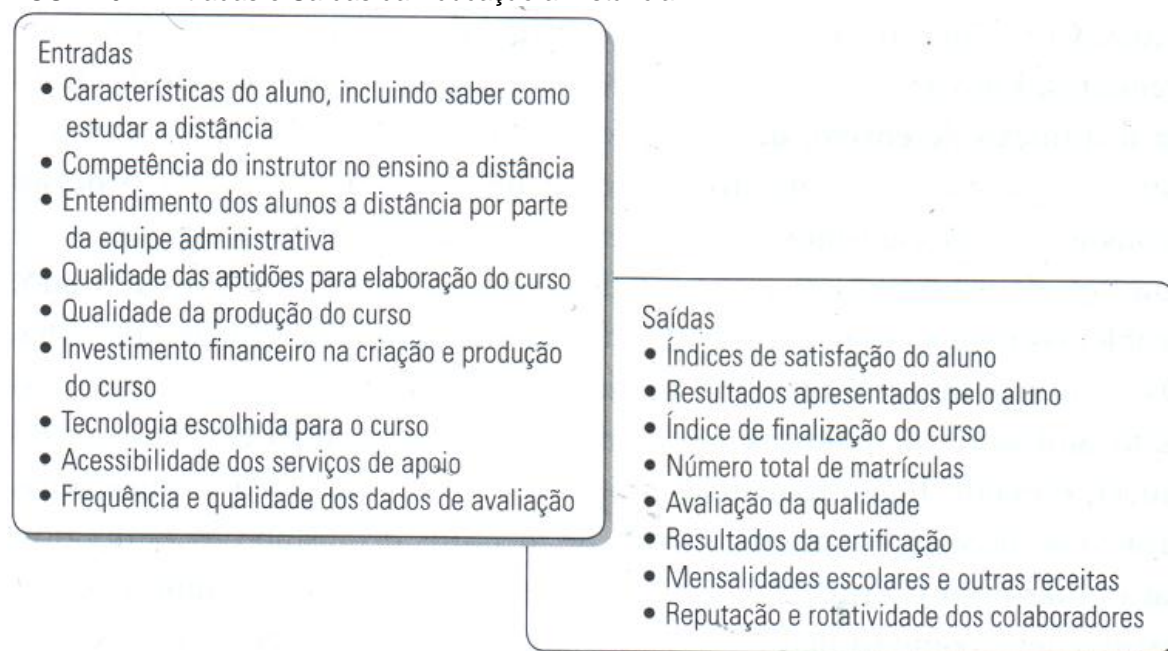 Entradas
• Características do aluno, incluindo saber como
estudar a distância
• Competência do instrutor no ensino a distância
• Entendimento dos alunos a distância por parte
da equipe administrativa
• Qualidade das aptidões para elaboração do curso
• Qualidade da produção do curso
• Investimento financeiro na criação e produção
do curso
• Tecnologia escolhida para o curso
• Acessibilidade dos serviços de apoio
• Frequência e qualidade dos dados de avaliação
Saídas
• Índices de satisfação do aluno
• Resultados apresentados pelo aluno
• Índice de finalização do curso
• Número total de matrículas
• Avaliação da qualidade
• Resultados da certificação
• Mensalidades escolares e outras receitas
• Reputação e rotatividade dos colaboradores